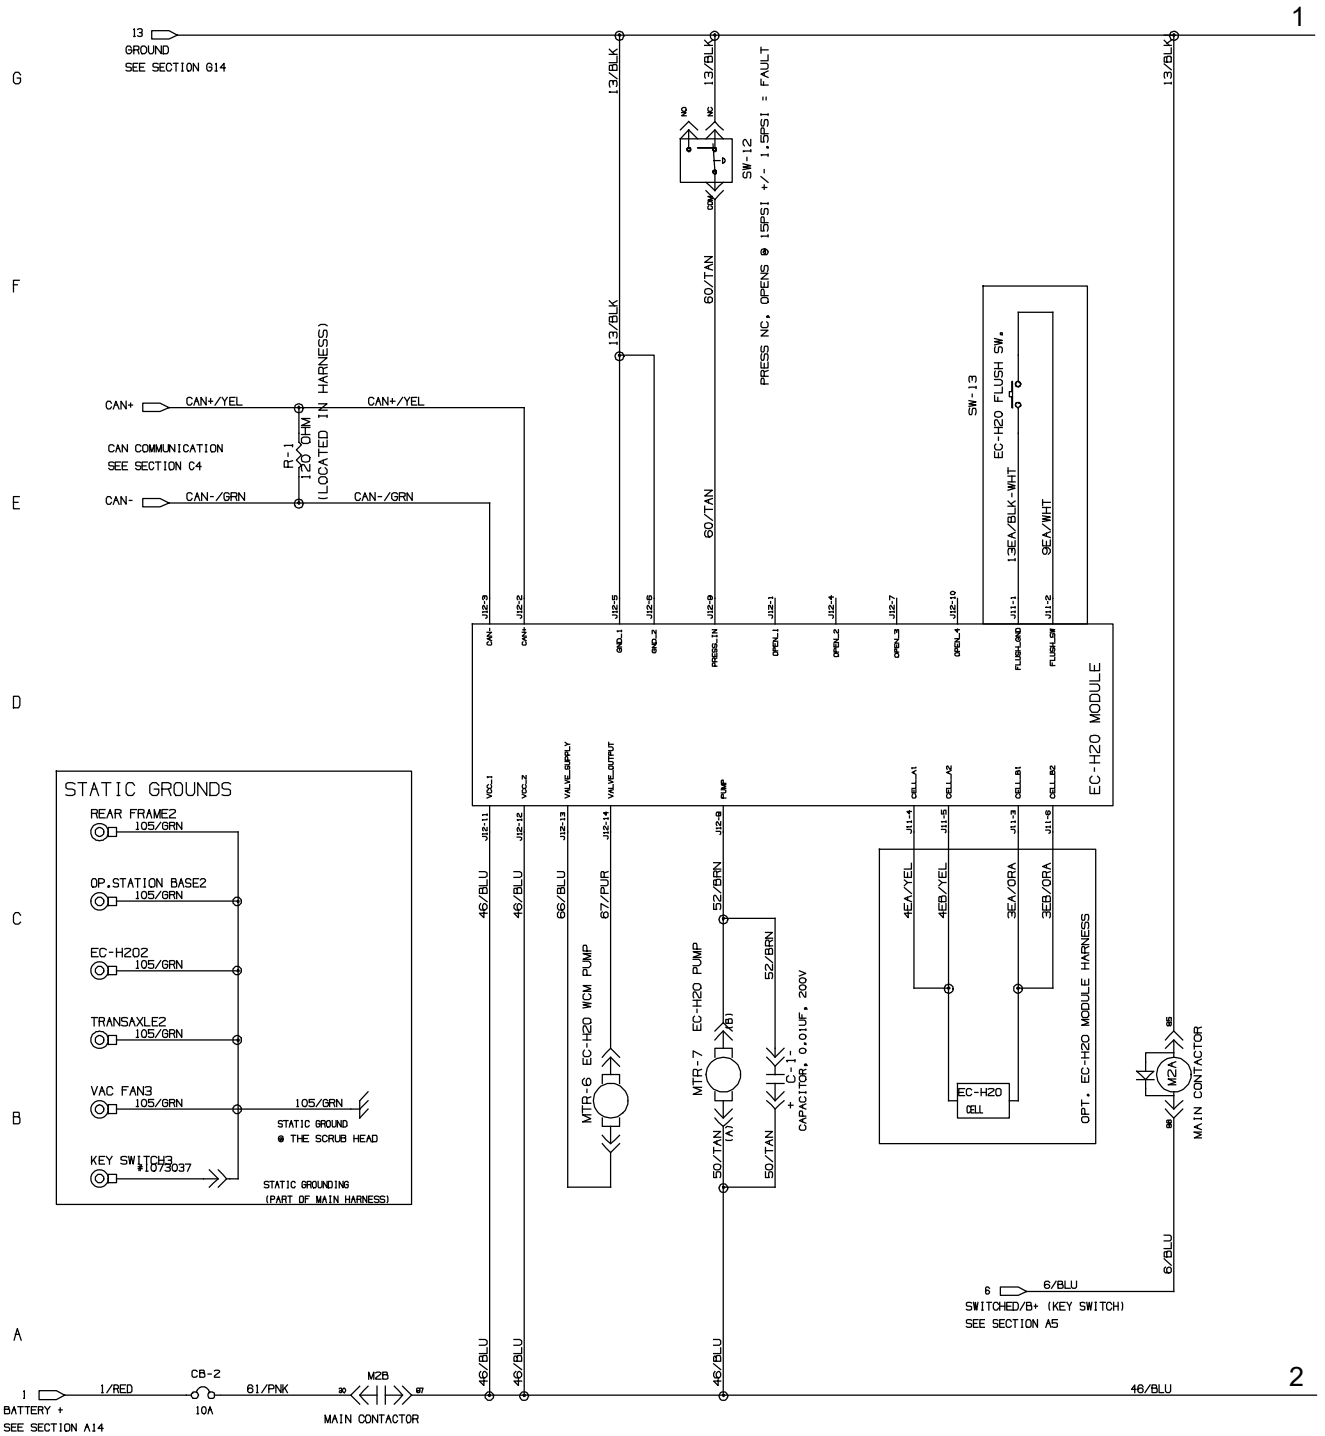 1
13
GROUND
SEE SECTION G14
G
13/BLK
13/BLK
13/BLK
NO
NC
COM
SW-12
PRESS NC, OPENS @ 15PSI +/- 1.5PSI = FAULT
F
60/TAN
13/BLK
SW-13
EC-H2O FLUSH SW.
CAN+
CAN+/YEL
CAN+/YEL
R-1
120 OHM
(LOCATED IN HARNESS)
CAN COMMUNICATION
SEE SECTION C4
E
CAN-
CAN-/GRN
CAN-/GRN
60/TAN
13EA/BLK-WHT
9EA/WHT
J12-3
J12-2
J12-5
J12-6
J12-9
J12-1
J12-4
J12-7
J12-10
J11-1
J11-2
CAN-
CAN+
GND_1
GND_2
PRESS_IN
OPEN_1
OPEN_2
OPEN_3
OPEN_4
FLUSH_GND
FLUSH_SW
D
EC-H2O MODULE
VCC_1
VCC_2
VALVE_SUPPLY
VALVE_OUTPUT
PUMP
CELL_A1
CELL_A2
CELL_B1
CELL_B2
J12-11
J12-12
J12-13
J12-14
J12-8
J11-4
J11-5
J11-3
J11-6
STATIC GROUNDS
REAR FRAME2
105/GRN
OP.STATION BASE2
105/GRN
EC-H2O2
105/GRN
TRANSAXLE2
105/GRN
VAC FAN3
105/GRN
105/GRN
STATIC GROUND
@ THE SCRUB HEAD
KEY SWITCH3
#1073037
STATIC GROUNDING
(PART OF MAIN HARNESS)
C
46/BLU
46/BLU
66/BLU
67/PUR
52/BRN
52/BRN
4EA/YEL
4EB/YEL
3EA/ORA
3EB/ORA
MTR-6 EC-H2O WCM PUMP
MTR-7 EC-H2O PUMP
(B)
(A)
C-1
-
+
CAPACITOR, 0.01UF, 200V
50/TAN
50/TAN
EC-H2O
CELL
OPT. EC-H2O MODULE HARNESS
85
M2A
86
MAIN CONTACTOR
B
6/BLU
6
6/BLU
SWITCHED/B+ (KEY SWITCH)
SEE SECTION A5
A
46/BLU
46/BLU
46/BLU
1
1/RED
CB-2
10A
61/PNK
30
M2B
87
MAIN CONTACTOR
46/BLU
2
BATTERY +
SEE SECTION A14